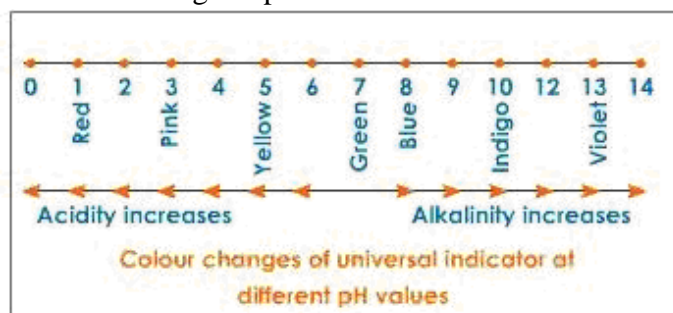 0 1 2 3 4 5 6 7 8 9 10 12 13 14
Red Pink Yellow Green Blue Indigo Violet
Acidity increases Alkalinity increases
Colour changes of universal indicator at
different pH values